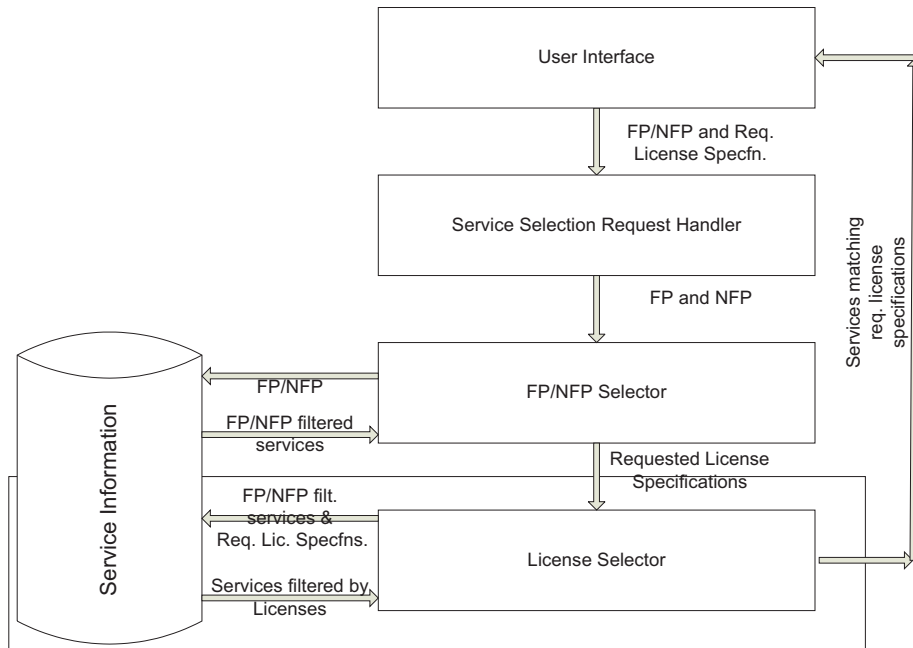 User Interface
FP/NFP and Req.
License Specfn.
Service Selection Request Handler
FP and NFP
Services matching
req. license
specifications
FP/NFP Selector
FP/NFP
FP/NFP filtered
services
Service Information
Requested License
Specifications
FP/NFP filt.
services &
Req. Lic. Specfns.
License Selector
Services filtered by
Licenses